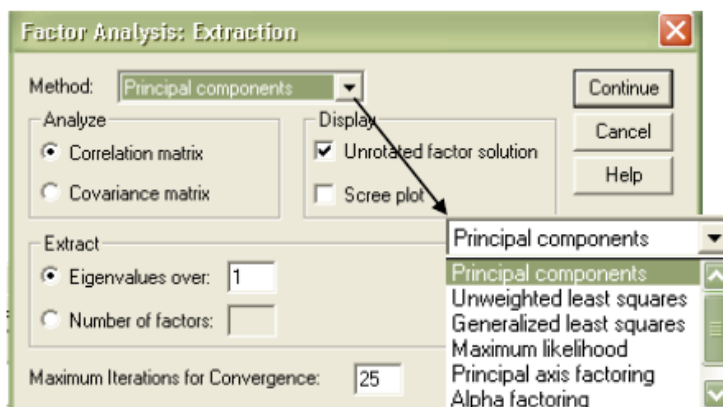 Factor Analysis: Extraction
Method: Principal components
Continue
Analyze
Display
Cancel
Correlation matrix
Unrotated factor solution
Help
Covariance matrix
Scree plot
Principal components
Extract
Principal components
Eigenvalues over: 1
Unweighted least squares
Generalized least squares
Number of factors:
Maximum likelihood
Maximum Iterations for Convergence: 25
Principal axis factoring
Alpha factoring